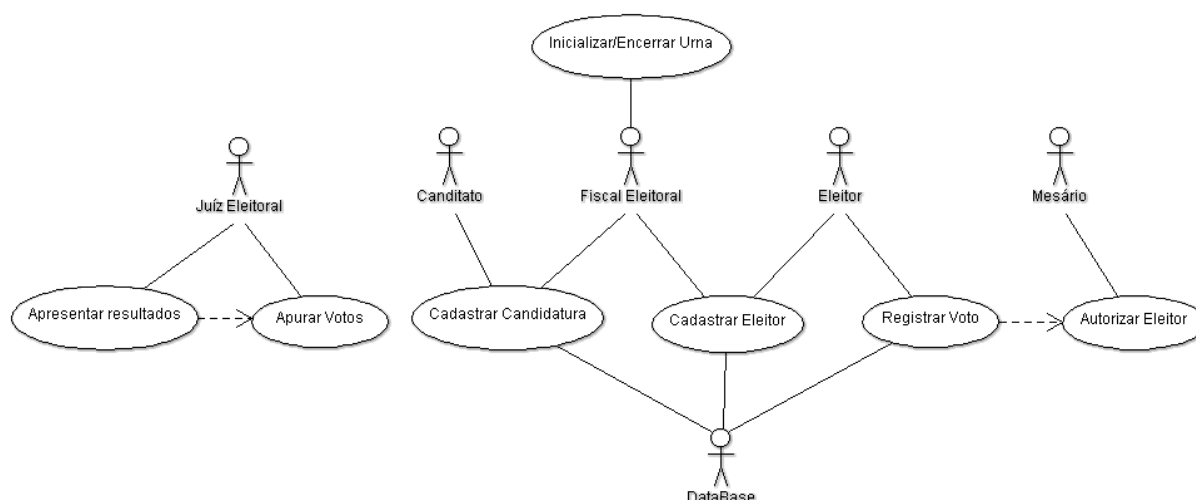 Inicializar/Encerrar Urna
Juíz Eleitoral
Canditato
Fiscal Eleitoral
Eleitor
Mesário
Apresentar resultados
Apurar Votos
Cadastrar Candidatura
Cadastrar Eleitor
Registrar Voto
Autorizar Eleitor
DataBase